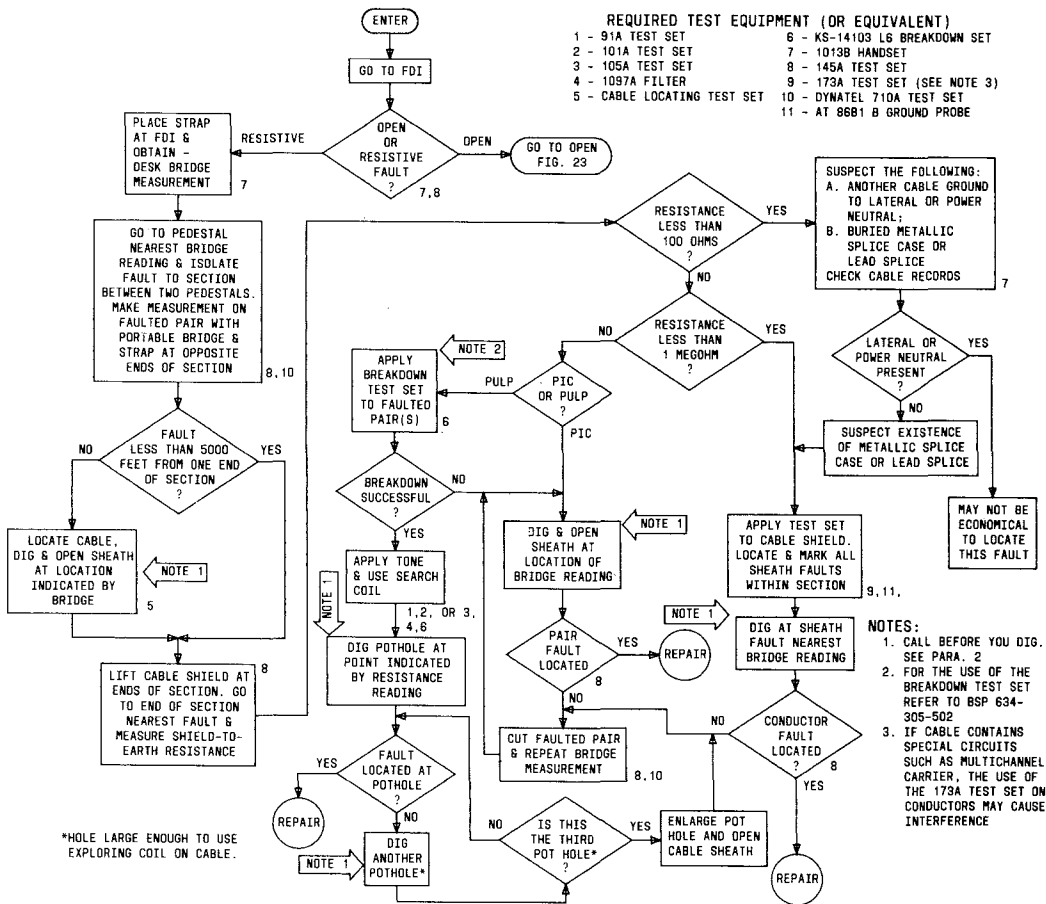 ENTER
GO TO FDI
REQUIRED TEST EQUIPMENT (OR EQUIVALENT)
1 - 91A TEST SET
2 - 101A TEST SET
3 - 105A TEST SET
4 - 1097A FILTER
5 - CABLE LOCATING TEST SET
6 - KS-14103 L6 BREAKDOWN SET
7 - 1013B HANDSET
8 - 145A TEST SET
9 - 173A TEST SET (SEE NOTE 3)
10 - DYNATEL 710A TEST SET
11 - AT 86B1 B GROUND PROBE
OPEN
OR
RESISTIVE
FAULT
?
7,8
RESISTIVE
OPEN
GO TO OPEN
FIG. 23
PLACE STRAP
AT FDI &
OBTAIN -
DESK BRIDGE
MEASUREMENT
7
GO TO PEDESTAL
NEAREST BRIDGE
READING & ISOLATE
FAULT TO SECTION
BETWEEN TWO PEDESTALS.
MAKE MEASUREMENT ON
FAULTED PAIR WITH
PORTABLE BRIDGE &
STRAP AT OPPOSITE
ENDS OF SECTION
8,10
FAULT
LESS THAN 5000
FEET FROM ONE END
OF SECTION
?
NO
YES
LOCATE CABLE,
DIG & OPEN SHEATH
AT LOCATION
INDICATED BY
BRIDGE
5
NOTE 1
LIFT CABLE SHIELD AT
ENDS OF SECTION. GO
TO END OF SECTION
NEAREST FAULT &
MEASURE SHIELD-TO-
EARTH RESISTANCE
8
RESISTANCE
LESS THAN
100 OHMS
?
YES
NO
SUSPECT THE FOLLOWING:
A. ANOTHER CABLE GROUND
TO LATERAL OR POWER
NEUTRAL;
B. BURIED METALLIC
SPLICE CASE OR
LEAD SPLICE
CHECK CABLE RECORDS
7
RESISTANCE
LESS THAN
1 MEGOHM
?
NO
YES
LATERAL OR
POWER NEUTRAL
PRESENT
?
YES
NO
SUSPECT EXISTENCE
OF METALLIC SPLICE
CASE OR LEAD SPLICE
MAY NOT BE
ECONOMICAL
TO LOCATE
THIS FAULT
PIC
OR PULP
?
PULP
PIC
NOTE 2
APPLY
BREAKDOWN
TEST SET
TO FAULTED
PAIR(S)
6
BREAKDOWN
SUCCESSFUL
?
NO
YES
APPLY TONE
& USE SEARCH
COIL
1,2, OR 3,
4,6
NOTE 1
DIG POTHOLE AT
POINT INDICATED
BY RESISTANCE
READING
FAULT
LOCATED AT
POTHOLE
?
YES
NO
REPAIR
DIG
ANOTHER
POTHOLE*
NOTE 1
DIG & OPEN
SHEATH AT
LOCATION OF
BRIDGE READING
NOTE 1
PAIR
FAULT
LOCATED
?
8
YES
REPAIR
NO
CUT FAULTED PAIR
& REPEAT BRIDGE
MEASUREMENT
8,10
IS THIS
THE THIRD
POT HOLE*
?
NO
YES
ENLARGE POT
HOLE AND OPEN
CABLE SHEATH
APPLY TEST SET
TO CABLE SHIELD.
LOCATE & MARK ALL
SHEATH FAULTS
WITHIN SECTION
9,11,
NOTE 1
DIG AT SHEATH
FAULT NEAREST
BRIDGE READING
CONDUCTOR
FAULT
LOCATED
?
8
NO
YES
REPAIR
NOTES:
1. CALL BEFORE YOU DIG.
SEE PARA. 2
2. FOR THE USE OF THE
BREAKDOWN TEST SET
REFER TO BSP 634-
305-502
3. IF CABLE CONTAINS
SPECIAL CIRCUITS
SUCH AS MULTICHANNEL
CARRIER, THE USE OF
THE 173A TEST SET ON
CONDUCTORS MAY CAUSE
INTERFERENCE
*HOLE LARGE ENOUGH TO USE
EXPLORING COIL ON CABLE.